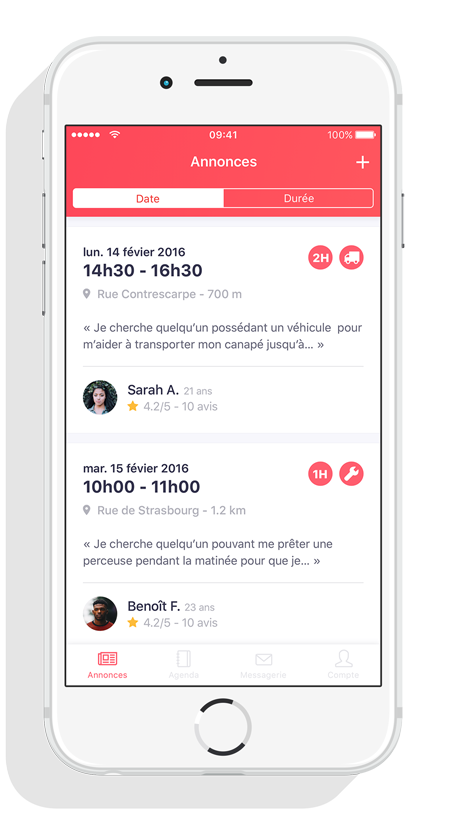 09:41
100%
Annonces
+
Date
Durée
lun. 14 févier 2016
14h30 - 16h30
2H
Rue Contrescarpe - 700 m
« Je cherche quelqu’un possédant un véhicule pour
m’aider à transporter mon canapé jusqu’à... »
Sarah A. 21 ans
4.2/5 - 10 avis
mar. 15 févier 2016
10h00 - 11h00
1H
Rue de Strasbourg - 1.2 km
« Je cherche quelqu’un pouvant me prêter une
perceuse pendant la matinée pour que je... »
Benoît F. 23 ans
4.2/5 - 10 avis
Annonces
Agenda
Messagerie
Compte